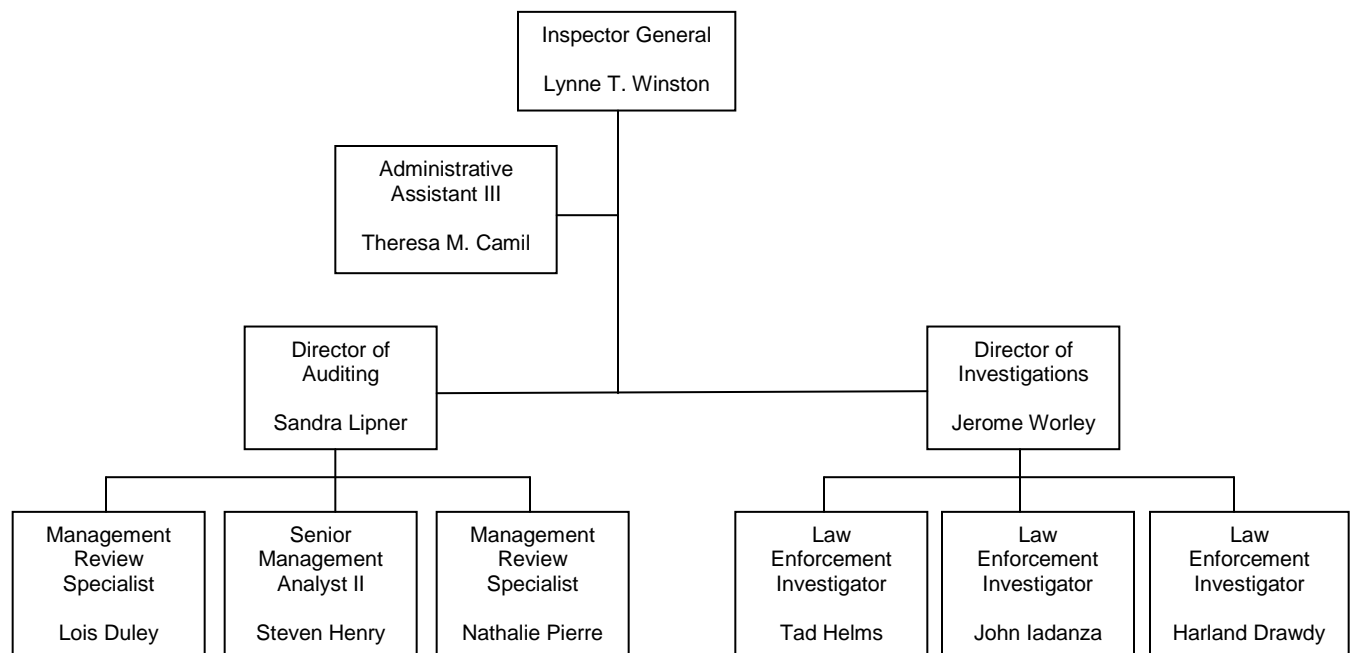 Inspector General
Lynne T. Winston
Administrative
Assistant III
Theresa M. Camil
Director of
Auditing
Sandra Lipner
Director of
Investigations
Jerome Worley
Management
Review
Specialist
Lois Duley
Senior
Management
Analyst II
Steven Henry
Management
Review
Specialist
Nathalie Pierre
Law
Enforcement
Investigator
Tad Helms
Law
Enforcement
Investigator
John Iadanza
Law
Enforcement
Investigator
Harland Drawdy